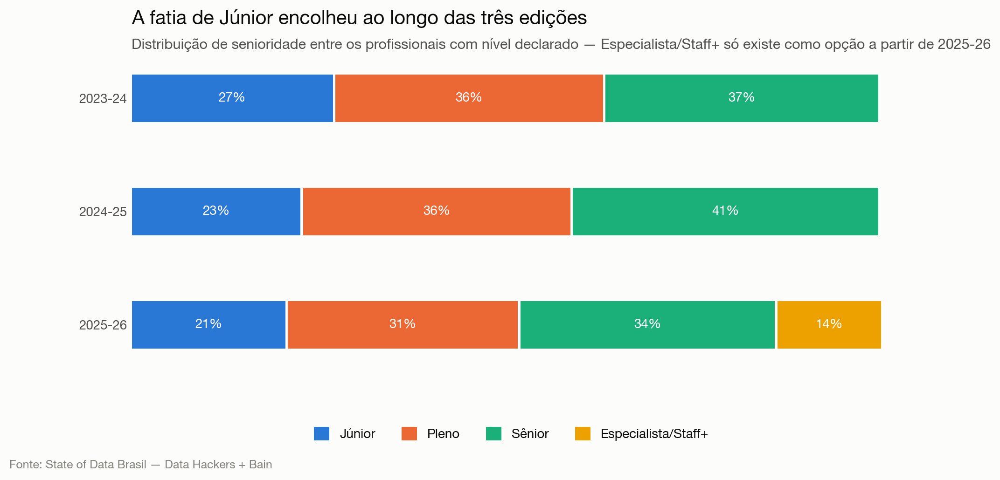 A fatia de Júnior encolheu ao longo das três edições
Distribuição de senioridade entre os profissionais com nível declarado — Especialista/Staff+ só existe como opção a partir de 2025-26
2023-24 27% 36% 37%
2024-25 23% 36% 41%
2025-26 21% 31% 34% 14%
Júnior Pleno Sênior Especialista/Staff+
Fonte: State of Data Brasil — Data Hackers + Bain